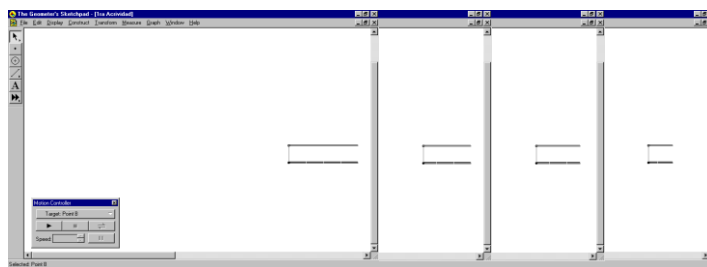 The Geometer's Sketchpad - [1ra Acrividad]
File Edit Display Construct Transform Measure Graph Window Help
A
Motion Controller
Target: Point B
Speed:
Selected: Point B